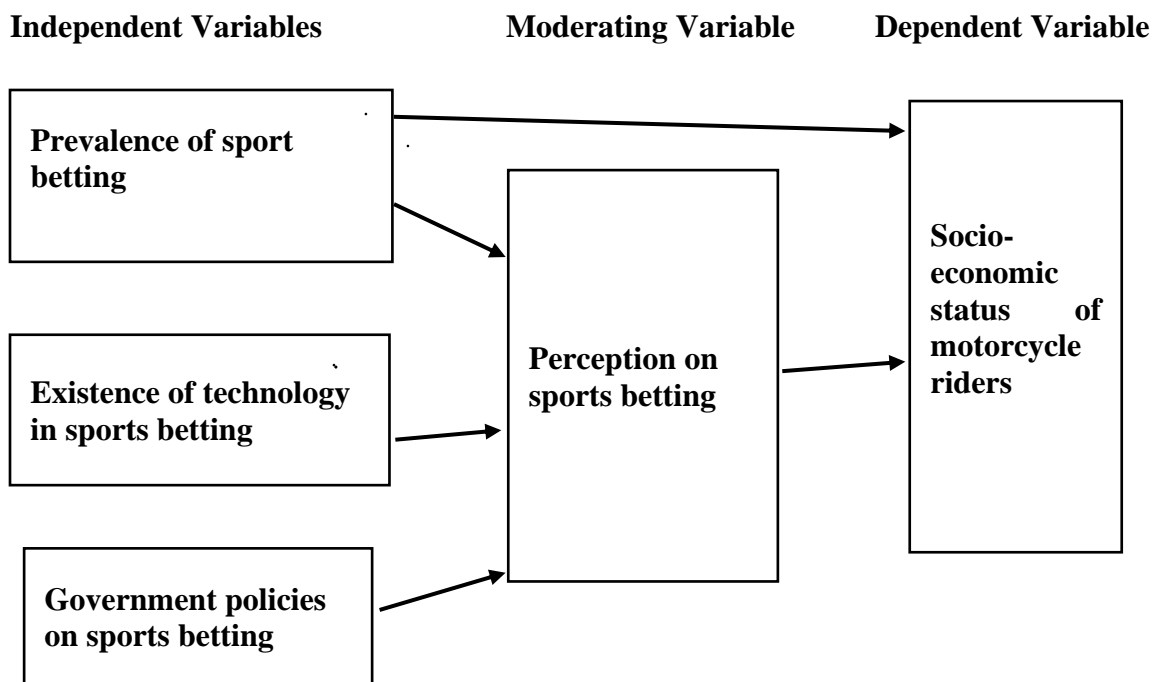 Independent Variables
Moderating Variable
Dependent Variable
Prevalence of sport
betting
Existence of technology
in sports betting
Government policies
on sports betting
Perception on
sports betting
Socio-
economic
status of
motorcycle
riders